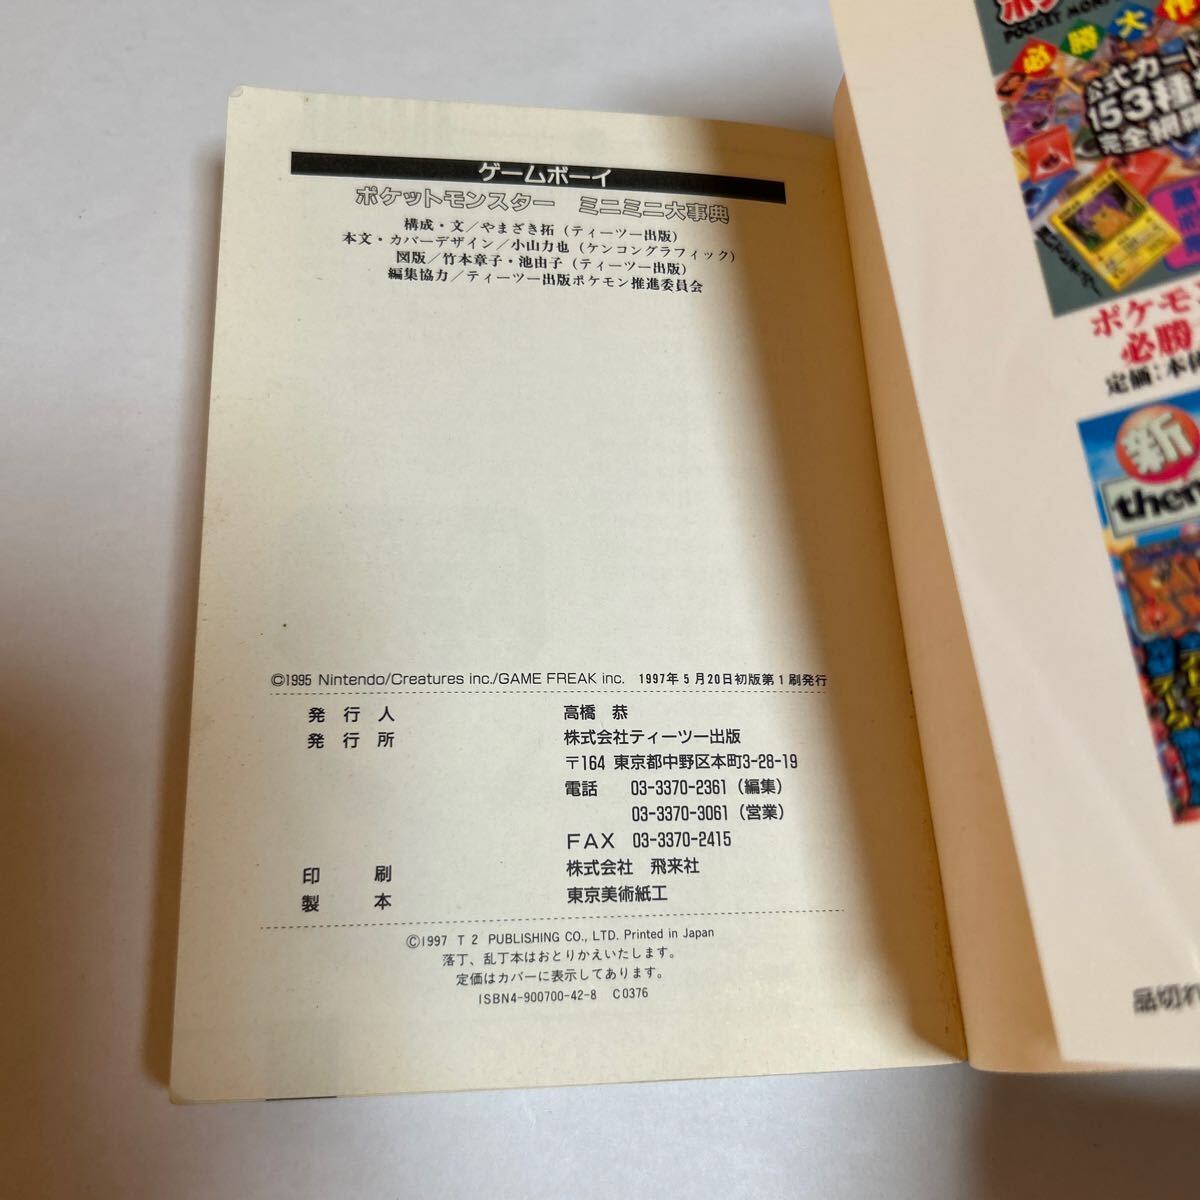 ゲームボーイ
ポケットモンスター　ミニミニ大事典
構成・文／やまざき拓（ティーツー出版）
本文・カバーデザイン／小山力也（ケンコングラフィック）
図版／竹本章子・池由子（ティーツー出版）
編集協力／ティーツー出版ポケモン推進委員会
©1995 Nintendo/Creatures inc./GAME FREAK inc. 1997年5月20日初版第1刷発行
発行人 高橋 恭
発行所 株式会社ティーツー出版
〒164 東京都中野区本町3-28-19
電話 03-3370-2361（編集）
03-3370-3061（営業）
FAX 03-3370-2415
印刷 株式会社 飛来社
製本 東京美術紙工
©1997 T2 PUBLISHING CO., LTD. Printed in Japan
落丁、乱丁本はおとりかえいたします。
定価はカバーに表示してあります。
ISBN4-900700-42-8 C0376
必勝大
公式カード
153種
完全網
ポケモ
必勝
定価：本体
新
the
品切れ